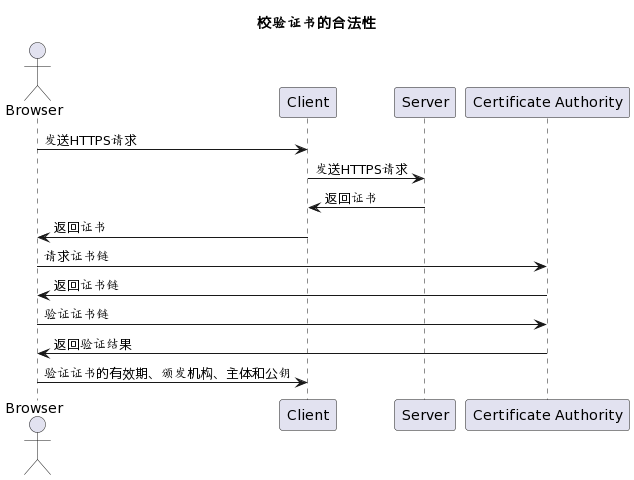 校验证书的合法性
Browser
Client
Server
Certificate Authority
发送HTTPS请求
发送HTTPS请求
返回证书
返回证书
请求证书链
返回证书链
验证证书链
返回验证结果
验证证书的有效期、颁发机构、主体和公钥
Browser
Client
Server
Certificate Authority